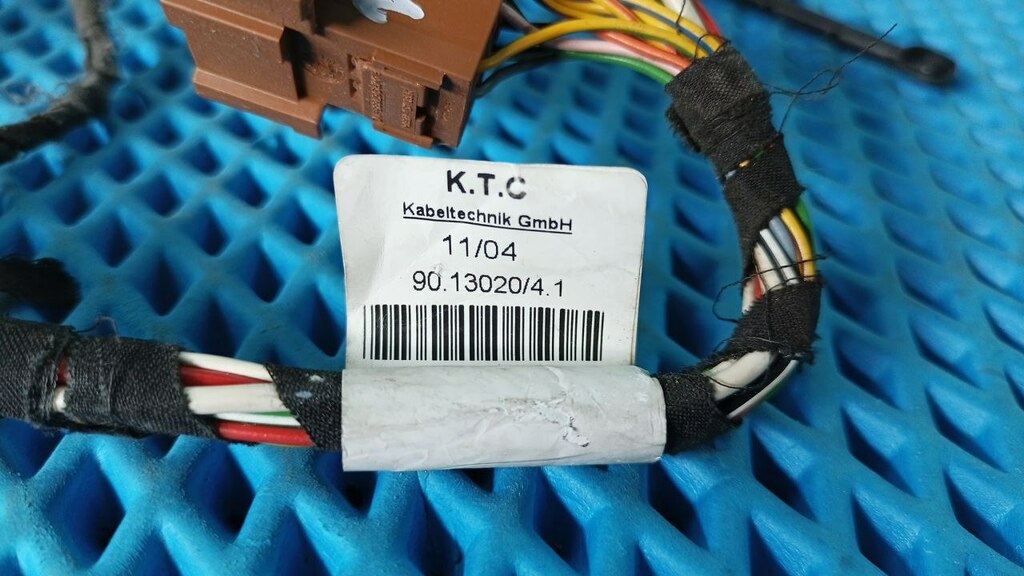 K.T.C
Kabeltechnik GmbH
11/04
90.13020/4.1